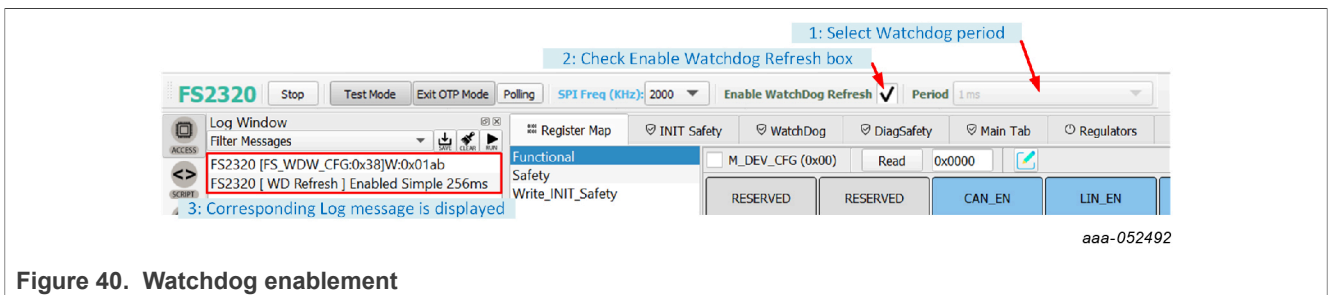 1: Select Watchdog period
2: Check Enable Watchdog Refresh box
FS2320 Stop Test Mode Exit OTP Mode Polling SPI Freq (KHz): 2000 Enable WatchDog Refresh Period 1 ms
Log Window Register Map INIT Safety WatchDog DiagSafety Main Tab Regulators
ACCESS Filter Messages SAVE CLEAR RUN
Functional M_DEV_CFG (0x00) Read 0x0000
FS2320 [FS_WDW_CFG:0x38]W:0x01ab
Safety
FS2320 [ WD Refresh ] Enabled Simple 256ms
Write_INIT_Safety RESERVED RESERVED CAN_EN LIN_EN
SCRIPT
3: Corresponding Log message is displayed
aaa-052492
Figure 40. Watchdog enablement